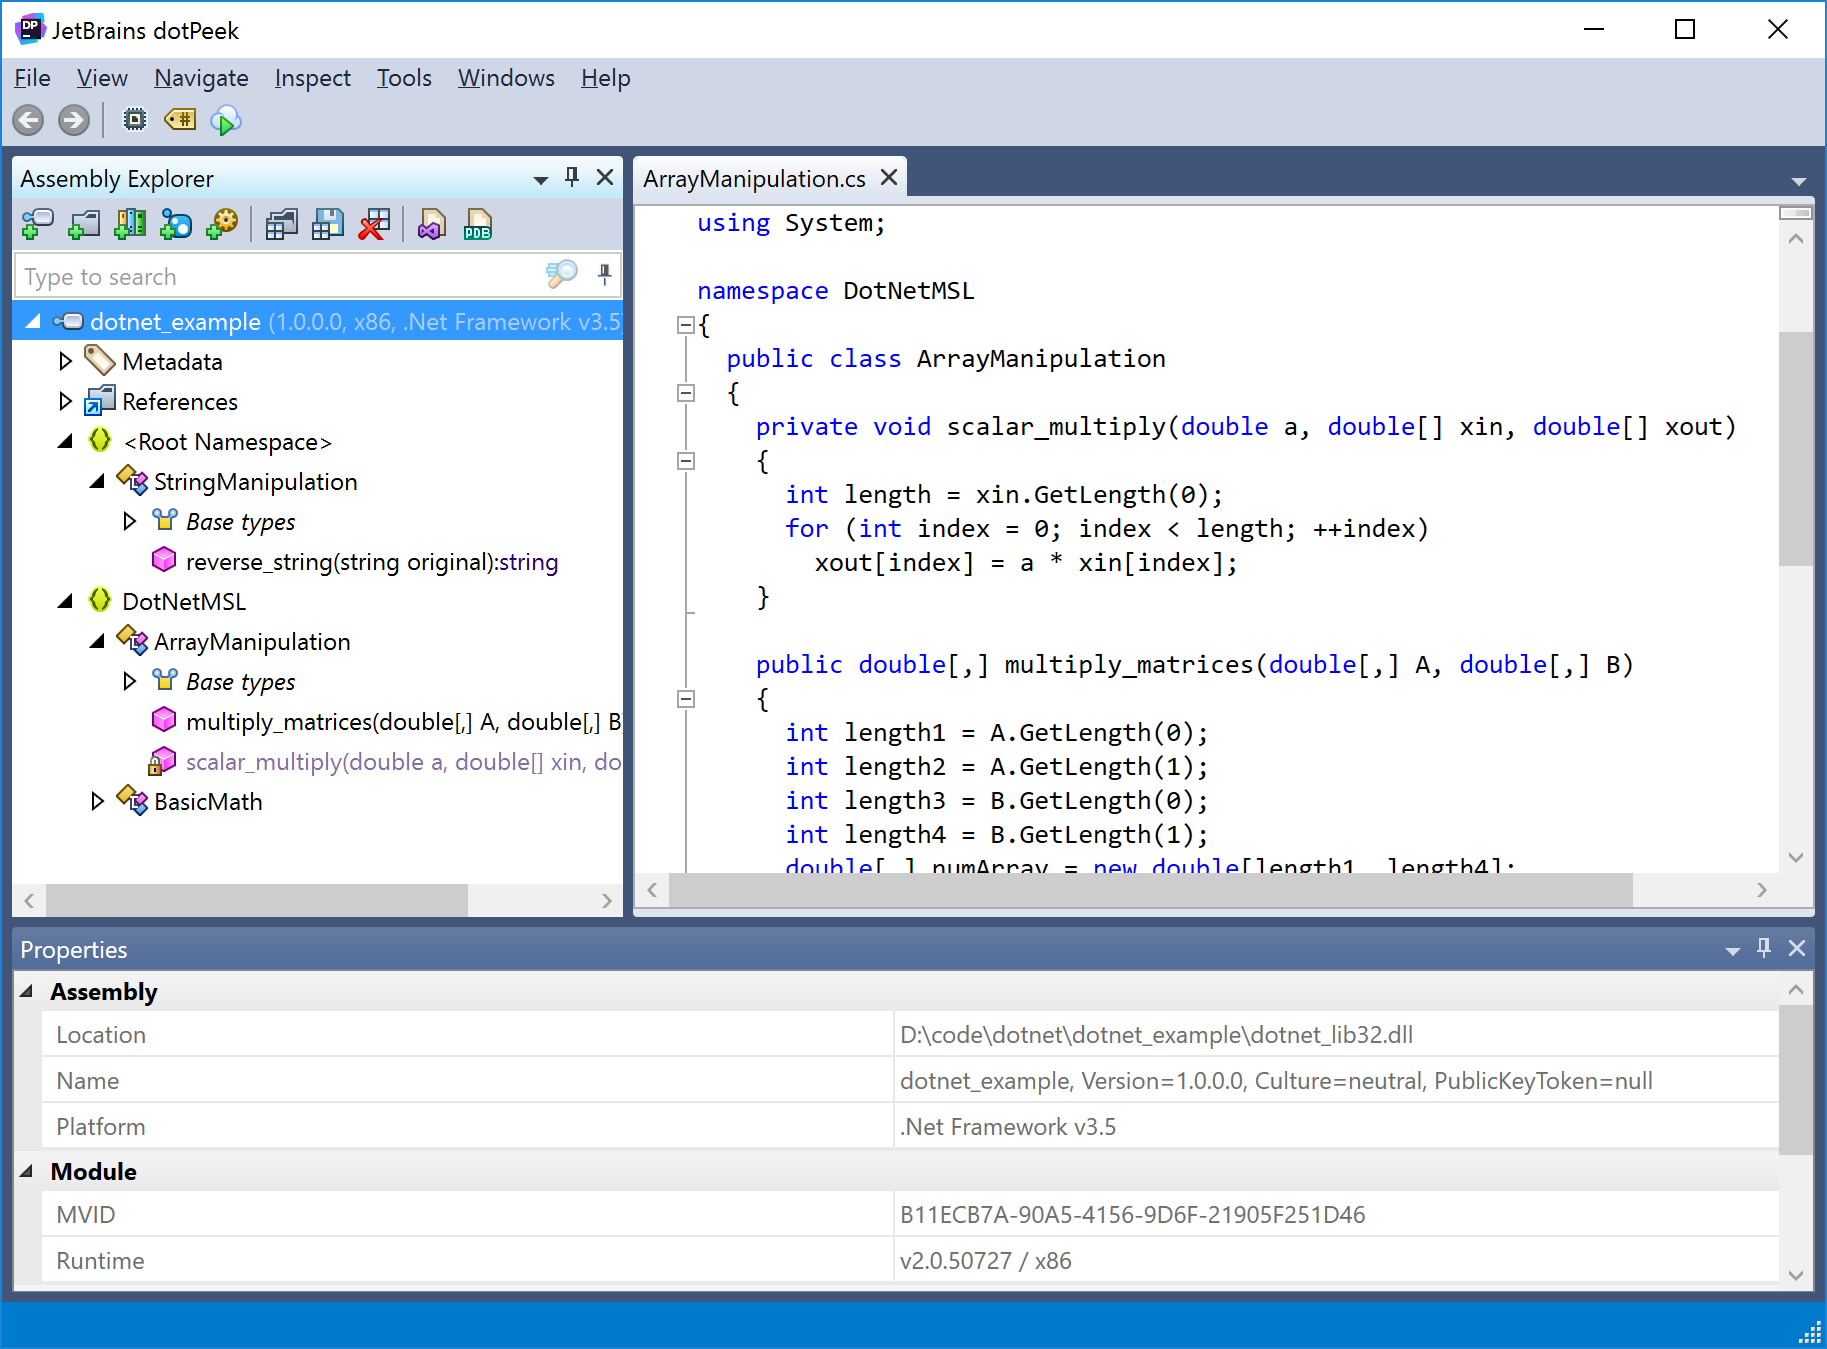 JetBrains dotPeek
File View Navigate Inspect Tools Windows Help
Assembly Explorer
Type to search
dotnet_example (1.0.0.0, x86, .Net Framework v3.5)
Metadata
References
<Root Namespace>
StringManipulation
Base types
reverse_string(string original):string
DotNetMSL
ArrayManipulation
Base types
multiply_matrices(double[,] A, double[,] B
scalar_multiply(double a, double[] xin, do
BasicMath
ArrayManipulation.cs
using System;
namespace DotNetMSL
{
public class ArrayManipulation
{
private void scalar_multiply(double a, double[] xin, double[] xout)
{
int length = xin.GetLength(0);
for (int index = 0; index < length; ++index)
xout[index] = a * xin[index];
}
public double[,] multiply_matrices(double[,] A, double[,] B)
{
int length1 = A.GetLength(0);
int length2 = A.GetLength(1);
int length3 = B.GetLength(0);
int length4 = B.GetLength(1);
double[,] numArray = new double[length1, length4];
Properties
Assembly
Location D:\code\dotnet\dotnet_example\dotnet_lib32.dll
Name dotnet_example, Version=1.0.0.0, Culture=neutral, PublicKeyToken=null
Platform .Net Framework v3.5
Module
MVID B11ECB7A-90A5-4156-9D6F-21905F251D46
Runtime v2.0.50727 / x86